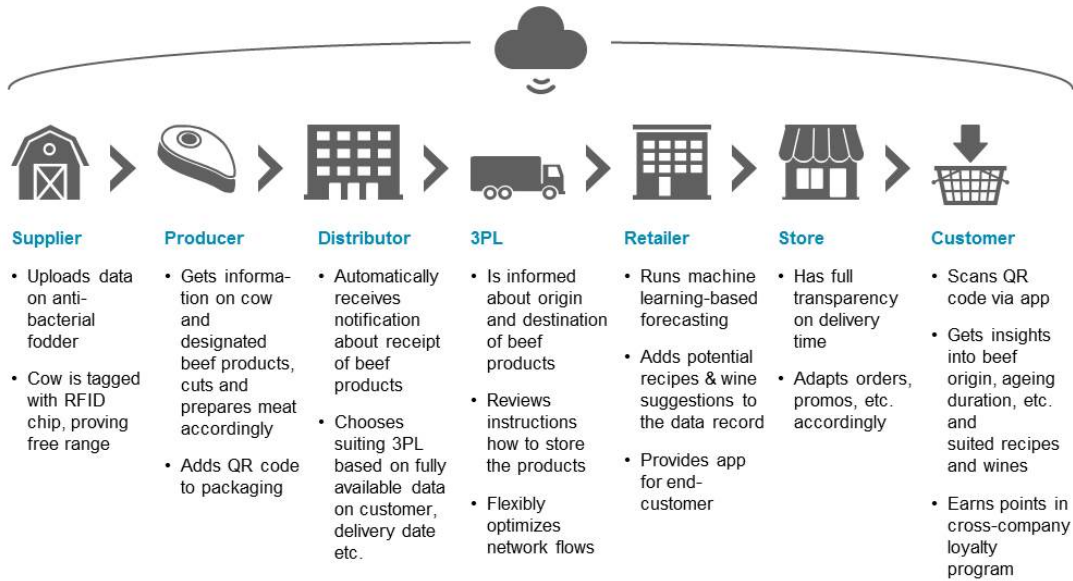 Supplier
• Uploads data
on anti-
bacterial
fodder
• Cow is tagged
with RFID
chip, proving
free range
Producer
• Gets informa-
tion on cow
and
designated
beef products,
cuts and
prepares meat
accordingly
• Adds QR code
to packaging
Distributor
• Automatically
receives
notification
about receipt
of beef
products
• Chooses
suiting 3PL
based on fully
available data
on customer,
delivery date
etc.
3PL
• Is informed
about origin
and destination
of beef
products
• Reviews
instructions
how to store
the products
• Flexibly
optimizes
network flows
Retailer
• Runs machine
learning-based
forecasting
• Adds potential
recipes & wine
suggestions to
the data record
• Provides app
for end-
customer
Store
• Has full
transparency
on delivery
time
• Adapts orders,
promos, etc.
accordingly
Customer
• Scans QR
code via app
• Gets insights
into beef
origin, ageing
duration, etc.
and
suited recipes
and wines
• Earns points in
cross-company
loyalty
program